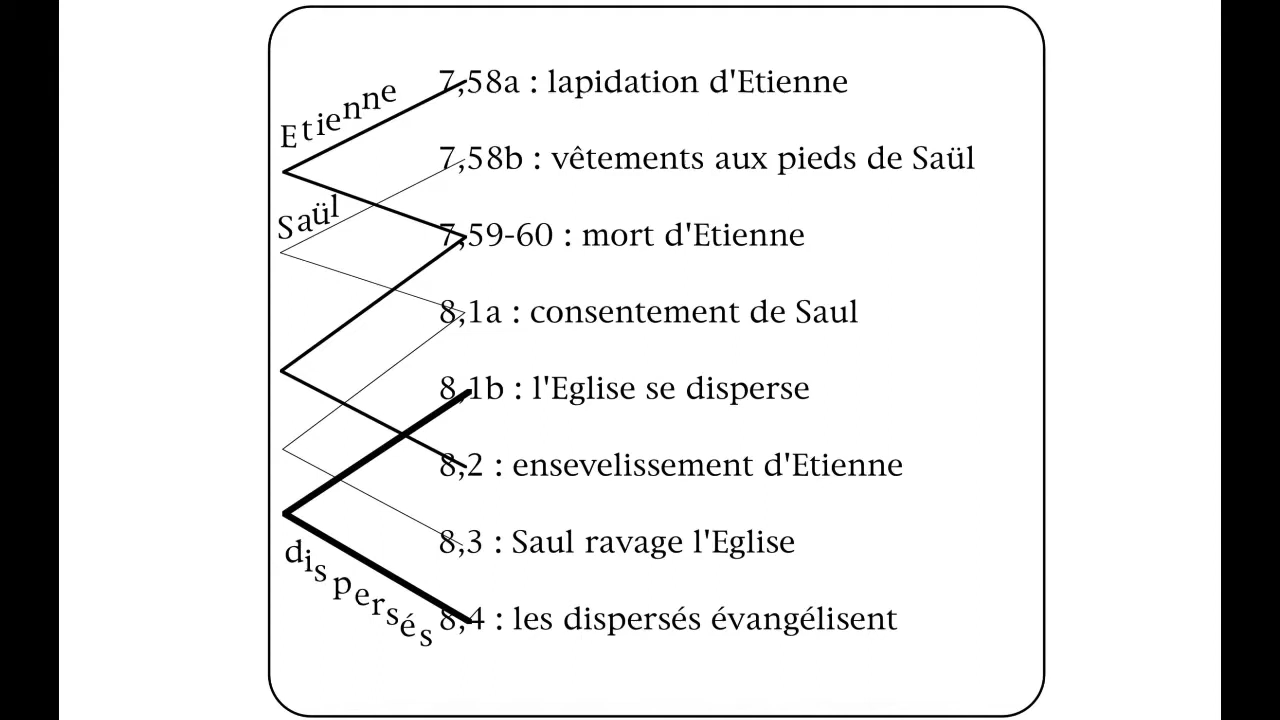 Etienne
7,58a : lapidation d'Etienne
7,58b : vêtements aux pieds de Saül
Saül
7,59-60 : mort d'Etienne
8,1a : consentement de Saul
8,1b : l'Eglise se disperse
8,2 : ensevelissement d'Etienne
8,3 : Saul ravage l'Eglise
dispersés
8,4 : les dispersés évangélisent